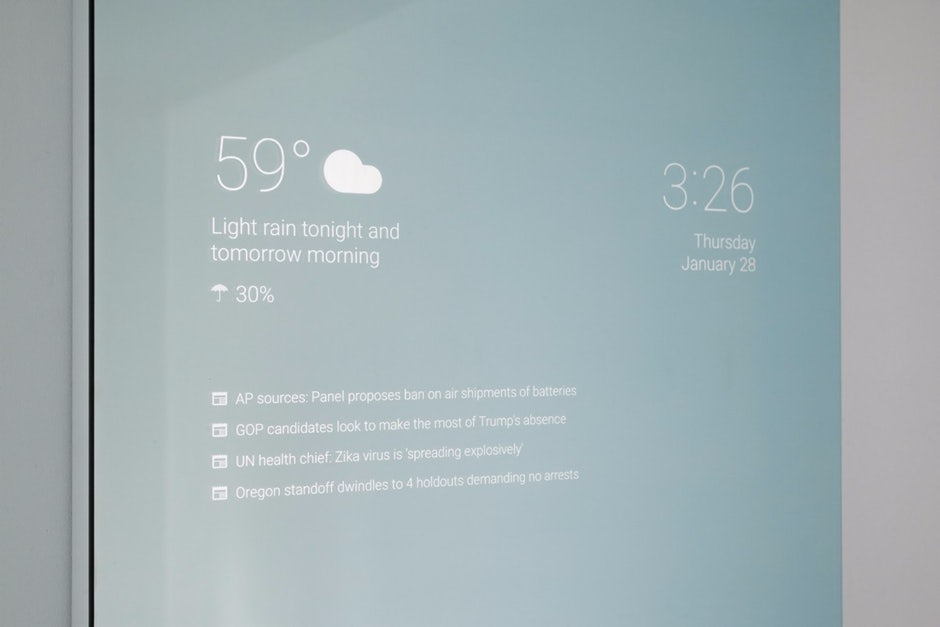 59°
Light rain tonight and
tomorrow morning
30%
3:26
Thursday
January 28
AP sources: Panel proposes ban on air shipments of batteries
GOP candidates look to make the most of Trump's absence
UN health chief: Zika virus is 'spreading explosively'
Oregon standoff dwindles to 4 holdouts demanding no arrests